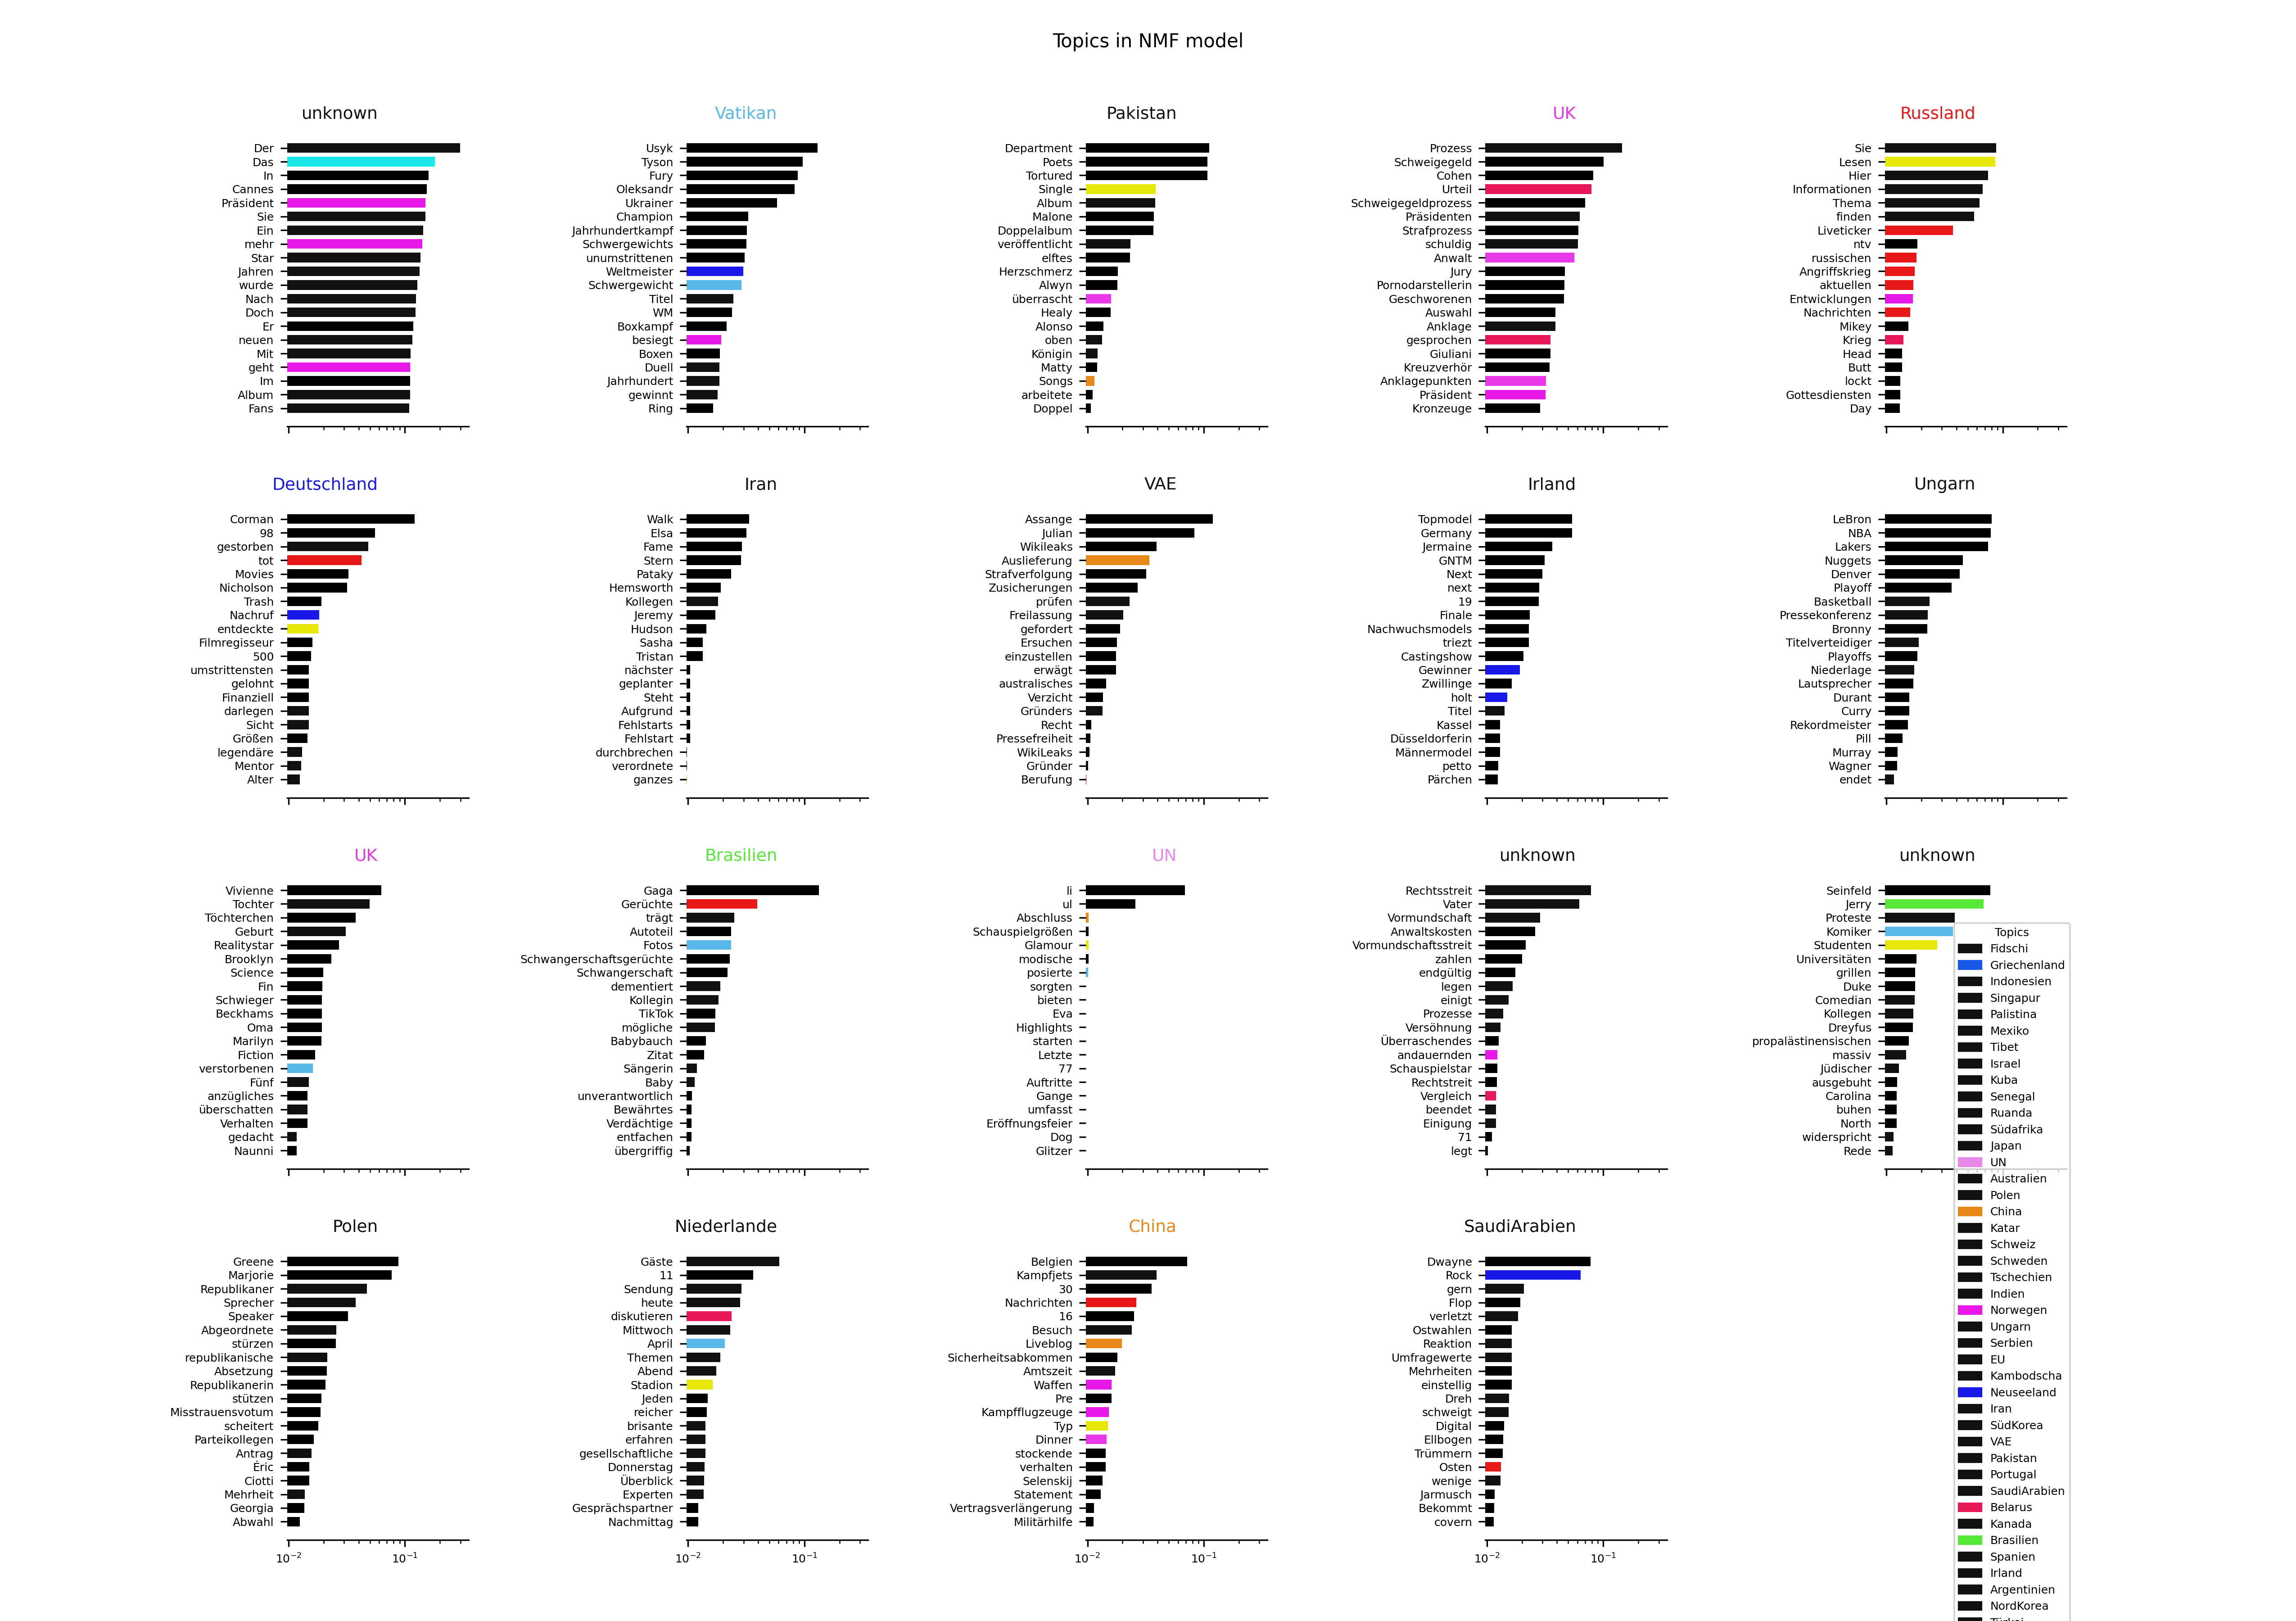 Topics in NMF model
unknown
Der
Das
In
Cannes
Präsident
Sie
Ein
mehr
Star
Jahren
wurde
Nach
Doch
Er
neuen
Mit
geht
Im
Album
Fans
Vatikan
Usyk
Tyson
Fury
Oleksandr
Ukrainer
Champion
Jahrhundertkampf
Schwergewichts
unumstrittenen
Weltmeister
Schwergewicht
Titel
WM
Boxkampf
besiegt
Boxen
Duell
Jahrhundert
gewinnt
Ring
Pakistan
Department
Poets
Tortured
Single
Album
Malone
Doppelalbum
veröffentlicht
elftes
Herzschmerz
Alwyn
überrascht
Healy
Alonso
oben
Königin
Matty
Songs
arbeitete
Doppel
UK
Prozess
Schweigegeld
Cohen
Urteil
Schweigegeldprozess
Präsidenten
Strafprozess
schuldig
Anwalt
Jury
Pornodarstellerin
Geschworenen
Auswahl
Anklage
gesprochen
Giuliani
Kreuzverhör
Anklagepunkten
Präsident
Kronzeuge
Russland
Sie
Lesen
Hier
Informationen
Thema
finden
Liveticker
ntv
russischen
Angriffskrieg
aktuellen
Entwicklungen
Nachrichten
Mikey
Krieg
Head
Butt
lockt
Gottesdiensten
Day
Deutschland
Corman
98
gestorben
tot
Movies
Nicholson
Trash
Nachruf
entdeckte
Filmregisseur
500
umstrittensten
gelohnt
Finanziell
darlegen
Sicht
Größen
legendäre
Mentor
Alter
Iran
Walk
Elsa
Fame
Stern
Pataky
Hemsworth
Kollegen
Jeremy
Hudson
Sasha
Tristan
nächster
geplanter
Steht
Aufgrund
Fehlstarts
Fehlstart
durchbrechen
verordnete
ganzes
VAE
Assange
Julian
Wikileaks
Auslieferung
Strafverfolgung
Zusicherungen
prüfen
Freilassung
gefordert
Ersuchen
einzustellen
erwägt
australisches
Verzicht
Gründers
Recht
Pressefreiheit
WikiLeaks
Gründer
Berufung
Irland
Topmodel
Germany
Jermaine
GNTM
Next
next
19
Finale
Nachwuchsmodels
triezt
Castingshow
Gewinner
Zwillinge
holt
Titel
Kassel
Düsseldorferin
Männermodel
petto
Pärchen
Ungarn
LeBron
NBA
Lakers
Nuggets
Denver
Playoff
Basketball
Pressekonferenz
Bronny
Titelverteidiger
Playoffs
Niederlage
Lautsprecher
Durant
Curry
Rekordmeister
Pill
Murray
Wagner
endet
UK
Vivienne
Tochter
Töchterchen
Geburt
Realitystar
Brooklyn
Science
Fin
Schwieger
Beckhams
Oma
Marilyn
Fiction
verstorbenen
Fünf
anzügliches
überschatten
Verhalten
gedacht
Naunni
Brasilien
Gaga
Gerüchte
trägt
Autoteil
Fotos
Schwangerschaftsgerüchte
Schwangerschaft
dementiert
Kollegin
TikTok
mögliche
Babybauch
Zitat
Sängerin
Baby
unverantwortlich
Bewährtes
Verdächtige
entfachen
übergriffig
UN
li
ul
Abschluss
Schauspielgrößen
Glamour
modische
posierte
sorgten
bieten
Eva
Highlights
starten
Letzte
77
Auftritte
Gange
umfasst
Eröffnungsfeier
Dog
Glitzer
unknown
Rechtsstreit
Vater
Vormundschaft
Anwaltskosten
Vormundschaftsstreit
zahlen
endgültig
legen
einigt
Prozesse
Versöhnung
Überraschendes
andauernden
Schauspielstar
Rechtstreit
Vergleich
beendet
Einigung
71
legt
unknown
Seinfeld
Jerry
Proteste
Komiker
Studenten
Universitäten
grillen
Duke
Comedian
Kollegen
Dreyfus
propalästinensischen
massiv
Jüdischer
ausgebuht
Carolina
buhen
North
widerspricht
Rede
Polen
Greene
Marjorie
Republikaner
Sprecher
Speaker
Abgeordnete
stürzen
republikanische
Absetzung
Republikanerin
stützen
Misstrauensvotum
scheitert
Parteikollegen
Antrag
Éric
Ciotti
Mehrheit
Georgia
Abwahl
10⁻²
10⁻¹
Niederlande
Gäste
11
Sendung
heute
diskutieren
Mittwoch
April
Themen
Abend
Stadion
Jeden
reicher
brisante
erfahren
gesellschaftliche
Donnerstag
Überblick
Experten
Gesprächspartner
Nachmittag
10⁻²
10⁻¹
China
Belgien
Kampfjets
30
Nachrichten
16
Besuch
Liveblog
Sicherheitsabkommen
Amtszeit
Waffen
Pre
Kampfflugzeuge
Typ
Dinner
stockende
verhalten
Selenskij
Statement
Vertragsverlängerung
Militärhilfe
10⁻²
10⁻¹
SaudiArabien
Dwayne
Rock
gern
Flop
verletzt
Ostwahlen
Reaktion
Umfragewerte
Mehrheiten
einstellig
Dreh
schweigt
Digital
Ellbogen
Trümmern
Osten
wenige
Jarmusch
Bekommt
covern
10⁻²
10⁻¹
Topics
Fidschi
Griechenland
Indonesien
Singapur
Palistina
Mexiko
Tibet
Israel
Kuba
Senegal
Ruanda
Südafrika
Japan
UN
Australien
Polen
China
Katar
Schweiz
Schweden
Tschechien
Indien
Norwegen
Ungarn
Serbien
EU
Kambodscha
Neuseeland
Iran
SüdKorea
VAE
Pakistan
Portugal
SaudiArabien
Belarus
Kanada
Brasilien
Spanien
Irland
Argentinien
NordKorea